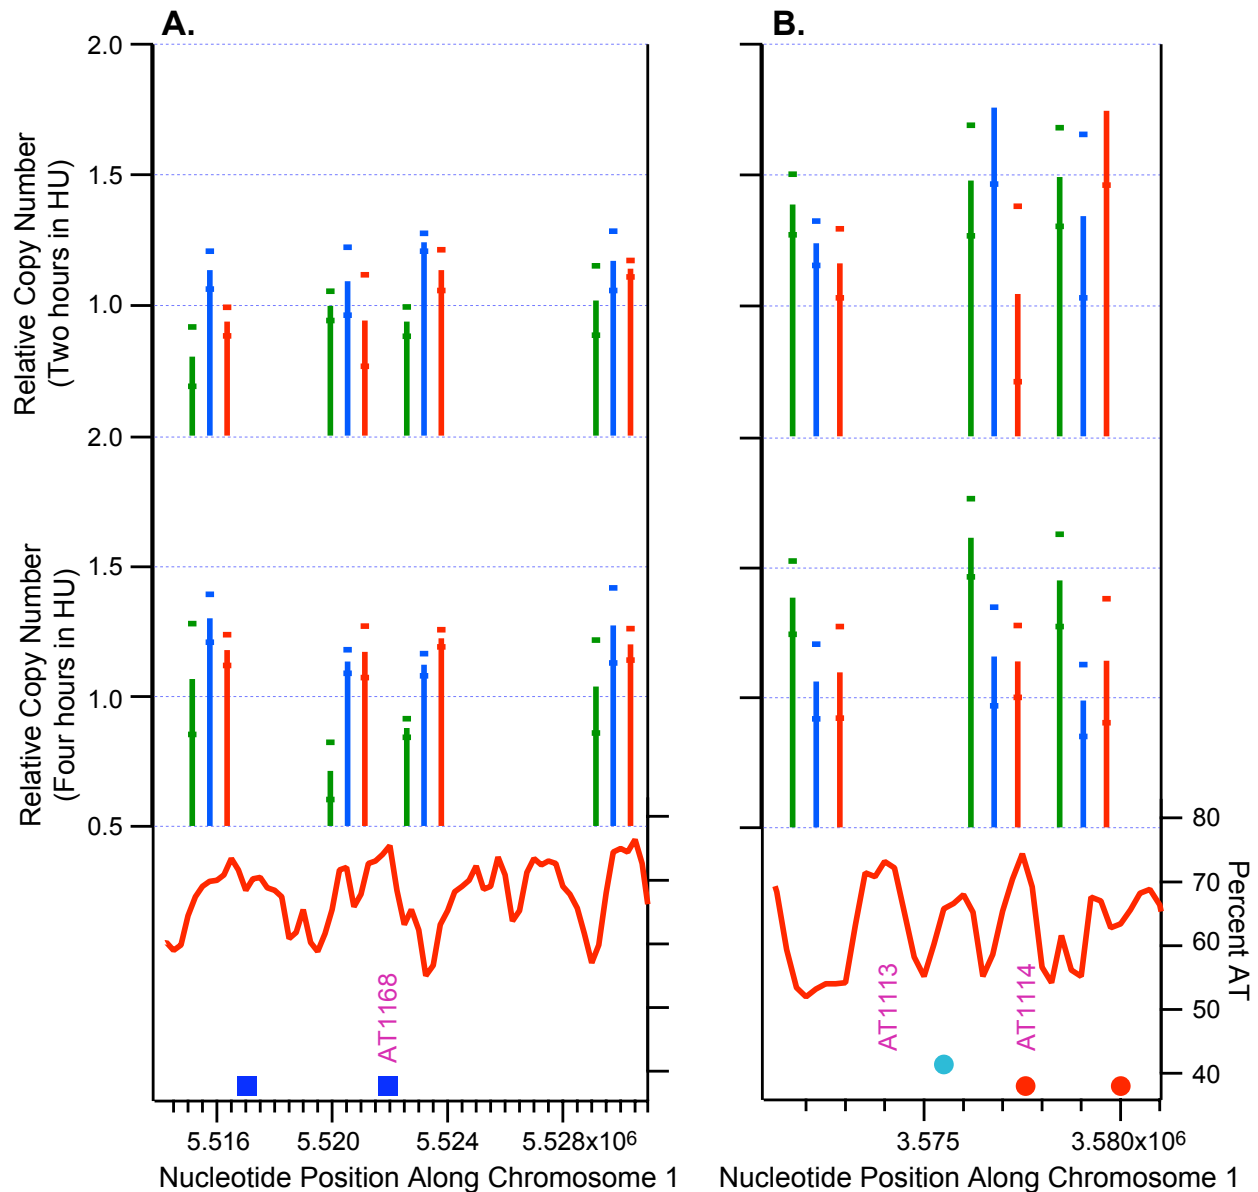 A.
B.
2.0
1.5
1.0
2.0
1.5
1.0
0.5
Relative Copy Number
(Two hours in HU)
Relative Copy Number
(Four hours in HU)
80
70
60
50
40
Percent AT
AT1168
AT1113
AT1114
5.516
5.520
5.524
5.528x10⁶
3.575
3.580x10⁶
Nucleotide Position Along Chromosome 1
Nucleotide Position Along Chromosome 1